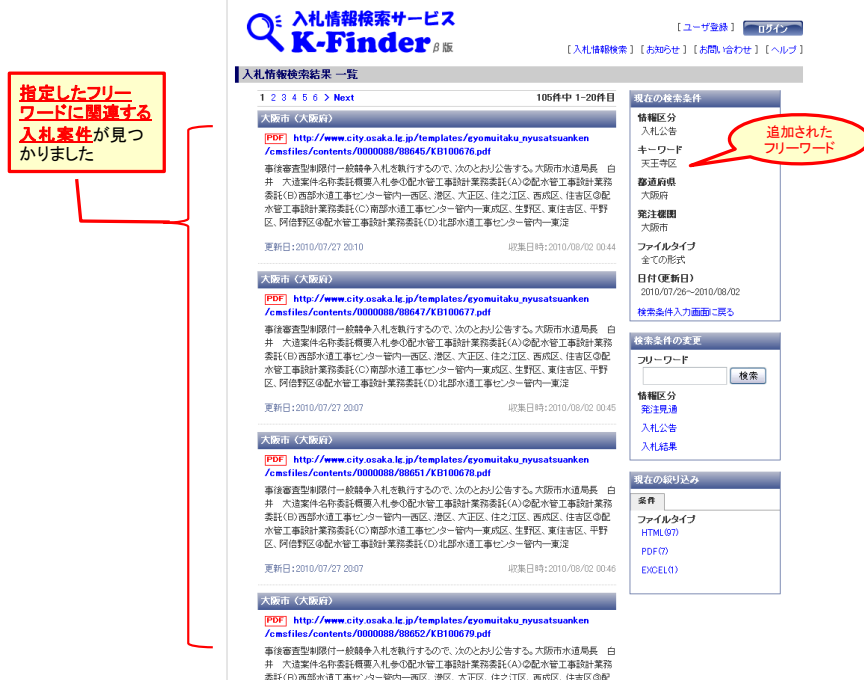 入札情報検索サービス
K-Finder β版
[ユーザ登録] ログイン
[入札情報検索] [お知らせ] [お問い合わせ] [ヘルプ]
指定したフリー
ワードに関連する
入札案件が見つ
かりました
入札情報検索結果 一覧
1 2 3 4 5 6 > Next
105件中 1-20件目
大阪市 (大阪府)
PDF http://www.city.osaka.lg.jp/templates/gyomuitaku_nyusatsuanken
/cmsfiles/contents/0000088/88645/KB100676.pdf
事後審査型制限付一般競争入札を執行するので、次のとおり公告する。大阪市水道局長 白
井 大造案件名称委託概要入札参①配水管工事設計業務委託(A)②配水管工事設計業務
委託(B)西部水道工事センター管内―西区、港区、大正区、住之江区、西成区、住吉区③配
水管工事設計業務委託(C)南部水道工事センター管内―東成区、生野区、東住吉区、平野
区、阿倍野区④配水管工事設計業務委託(D)北部水道工事センター管内―東淀
更新日:2010/07/27 20:10
収集日時:2010/08/02 00:44
大阪市 (大阪府)
PDF http://www.city.osaka.lg.jp/templates/gyomuitaku_nyusatsuanken
/cmsfiles/contents/0000088/88647/KB100677.pdf
事後審査型制限付一般競争入札を執行するので、次のとおり公告する。大阪市水道局長 白
井 大造案件名称委託概要入札参①配水管工事設計業務委託(A)②配水管工事設計業務
委託(B)西部水道工事センター管内―西区、港区、大正区、住之江区、西成区、住吉区③配
水管工事設計業務委託(C)南部水道工事センター管内―東成区、生野区、東住吉区、平野
区、阿倍野区④配水管工事設計業務委託(D)北部水道工事センター管内―東淀
更新日:2010/07/27 20:07
収集日時:2010/08/02 00:45
大阪市 (大阪府)
PDF http://www.city.osaka.lg.jp/templates/gyomuitaku_nyusatsuanken
/cmsfiles/contents/0000088/88651/KB100678.pdf
事後審査型制限付一般競争入札を執行するので、次のとおり公告する。大阪市水道局長 白
井 大造案件名称委託概要入札参①配水管工事設計業務委託(A)②配水管工事設計業務
委託(B)西部水道工事センター管内―西区、港区、大正区、住之江区、西成区、住吉区③配
水管工事設計業務委託(C)南部水道工事センター管内―東成区、生野区、東住吉区、平野
区、阿倍野区④配水管工事設計業務委託(D)北部水道工事センター管内―東淀
更新日:2010/07/27 20:07
収集日時:2010/08/02 00:46
大阪市 (大阪府)
PDF http://www.city.osaka.lg.jp/templates/gyomuitaku_nyusatsuanken
/cmsfiles/contents/0000088/88652/KB100679.pdf
事後審査型制限付一般競争入札を執行するので、次のとおり公告する。大阪市水道局長 白
井 大造案件名称委託概要入札参①配水管工事設計業務委託(A)②配水管工事設計業務
委託(B)西部水道工事センター管内―西区、港区、大正区、住之江区、西成区、住吉区③配
現在の検索条件
情報区分
入札公告
キーワード
天王寺区
都道府県
大阪府
発注機関
大阪市
ファイルタイプ
全ての形式
日付(更新日)
2010/07/26～2010/08/02
検索条件入力画面に戻る
追加された
フリーワード
検索条件の変更
フリーワード
検索
情報区分
発注見通
入札公告
入札結果
現在の絞り込み
条件
ファイルタイプ
HTML(97)
PDF(7)
EXCEL(1)